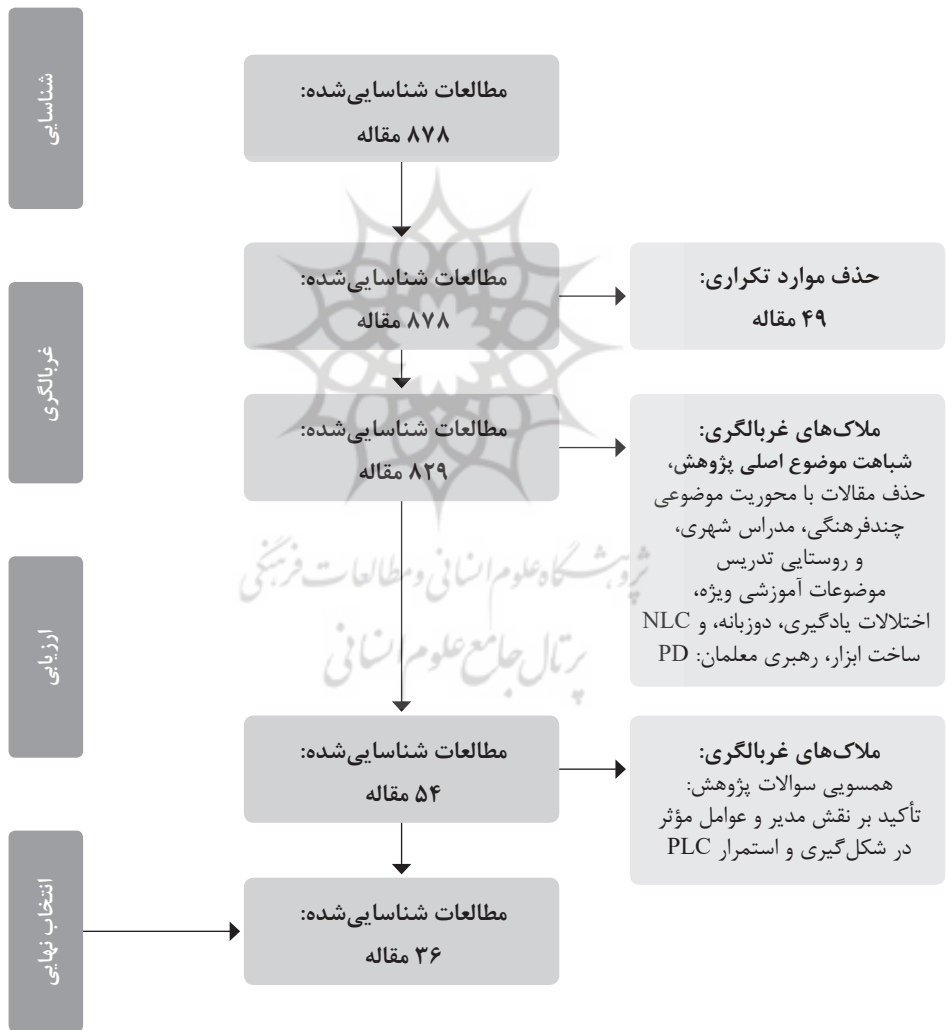 شناسایی
مطالعات شناسایی‌شده:
۸۷۸ مقاله
غربالگری
مطالعات شناسایی‌شده:
۸۷۸ مقاله
حذف موارد تکراری:
۴۹ مقاله
مطالعات شناسایی‌شده:
۸۲۹ مقاله
ملاک‌های غربالگری:
شباهت موضوع اصلی پژوهش،
حذف مقالات با محوریت موضوعی
چندفرهنگی، مدراس شهری،
و روستایی تدریس
موضوعات آموزشی ویژه،
اختلالات یادگیری، دوزبانه، و NLC
ساخت ابزار، رهبری معلمان: PD
پژوهشگاه علوم انسانی و مطالعات فرهنگی
پرتال جامع علوم انسانی
ارزیابی
مطالعات شناسایی‌شده:
۵۴ مقاله
ملاک‌های غربالگری:
همسویی سوالات پژوهش:
تأکید بر نقش مدیر و عوامل مؤثر
در شکل‌گیری و استمرار PLC
انتخاب نهایی
مطالعات شناسایی‌شده:
۳۶ مقاله